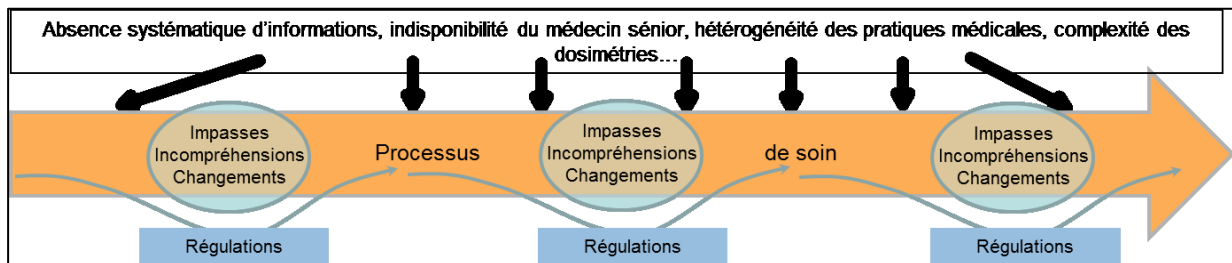 Absence systématique d’informations, indisponibilité du médecin sénior, hétérogénéité des pratiques médicales, complexité des
dosimétries…
Impasses
Incompréhensions
Changements
Processus
Impasses
Incompréhensions
Changements
de soin
Impasses
Incompréhensions
Changements
Régulations
Régulations
Régulations